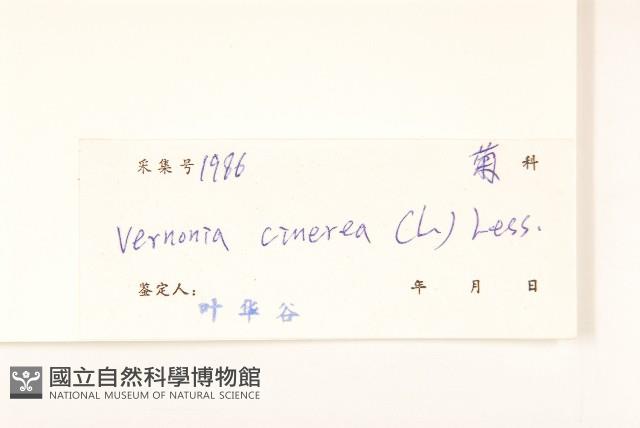 采集号 1986 菊 科
Vernonia cinerea (L.) Less.
鉴定人: 年 月 日
叶华谷
國立自然科學博物館
NATIONAL MUSEUM OF NATURAL SCIENCE